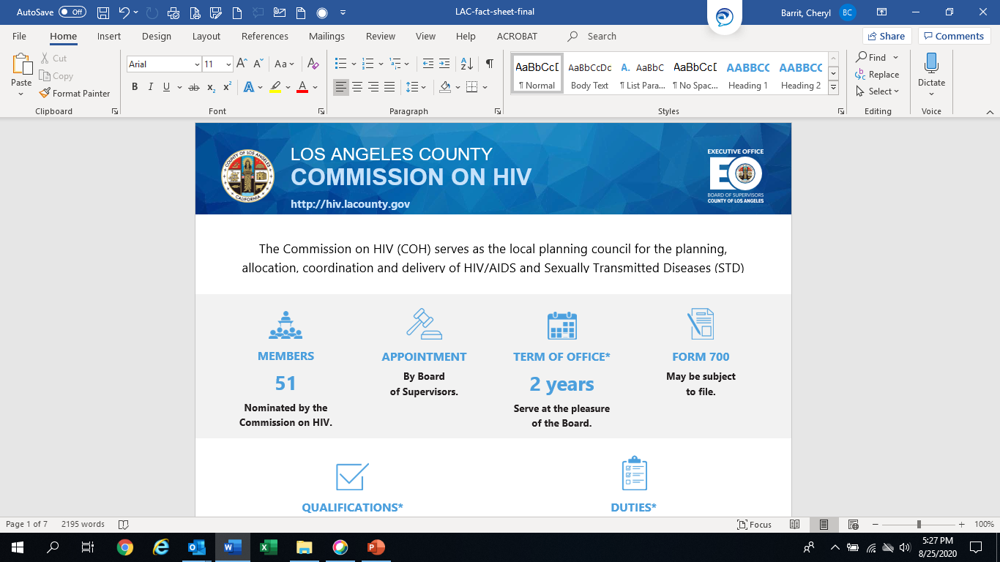 AutoSave Off
LAC-fact-sheet-final
Barrit, Cheryl BC
File Home Insert Design Layout References Mailings Review View Help ACROBAT Search
Share Comments
Paste
Cut
Copy
Format Painter
Clipboard
Arial 11
Aa
B I U ab x2 x2 A A
Font
Paragraph
AaBbCcD
¶ Normal
AaBbCcDc
Body Text
A. AaBbC
¶ List Para...
AaBbCcD
¶ No Spac...
AABBCC
Heading 1
AABBCC
Heading 2
Styles
Find
Replace
Select
Editing
Dictate
Voice
COUNTY OF LOS ANGELES
CALIFORNIA
LOS ANGELES COUNTY
COMMISSION ON HIV
http://hiv.lacounty.gov
EXECUTIVE OFFICE
EO
BOARD OF SUPERVISORS
COUNTY OF LOS ANGELES
The Commission on HIV (COH) serves as the local planning council for the planning,
allocation, coordination and delivery of HIV/AIDS and Sexually Transmitted Diseases (STD)
MEMBERS
51
Nominated by the
Commission on HIV.
APPOINTMENT
By Board
of Supervisors.
TERM OF OFFICE*
2 years
Serve at the pleasure
of the Board.
FORM 700
May be subject
to file.
QUALIFICATIONS*
DUTIES*
Page 1 of 7 2195 words
Focus
100%
5:27 PM
8/25/2020